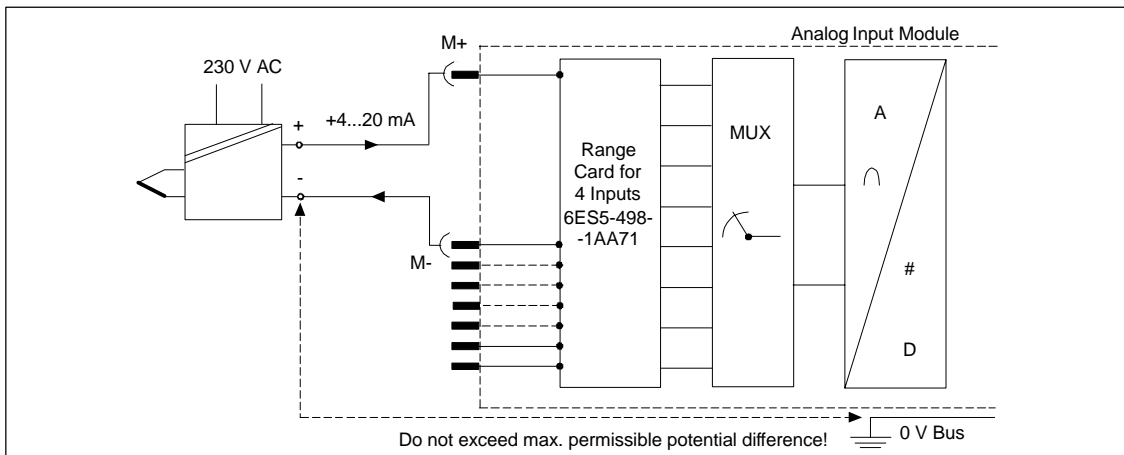 Analog Input Module
M+
230 V AC
+
+4...20 mA
A
MUX
Range
Card for
4 Inputs
6ES5-498-
-1AA71
-
M-
#
D
0 V Bus
Do not exceed max. permissible potential difference!